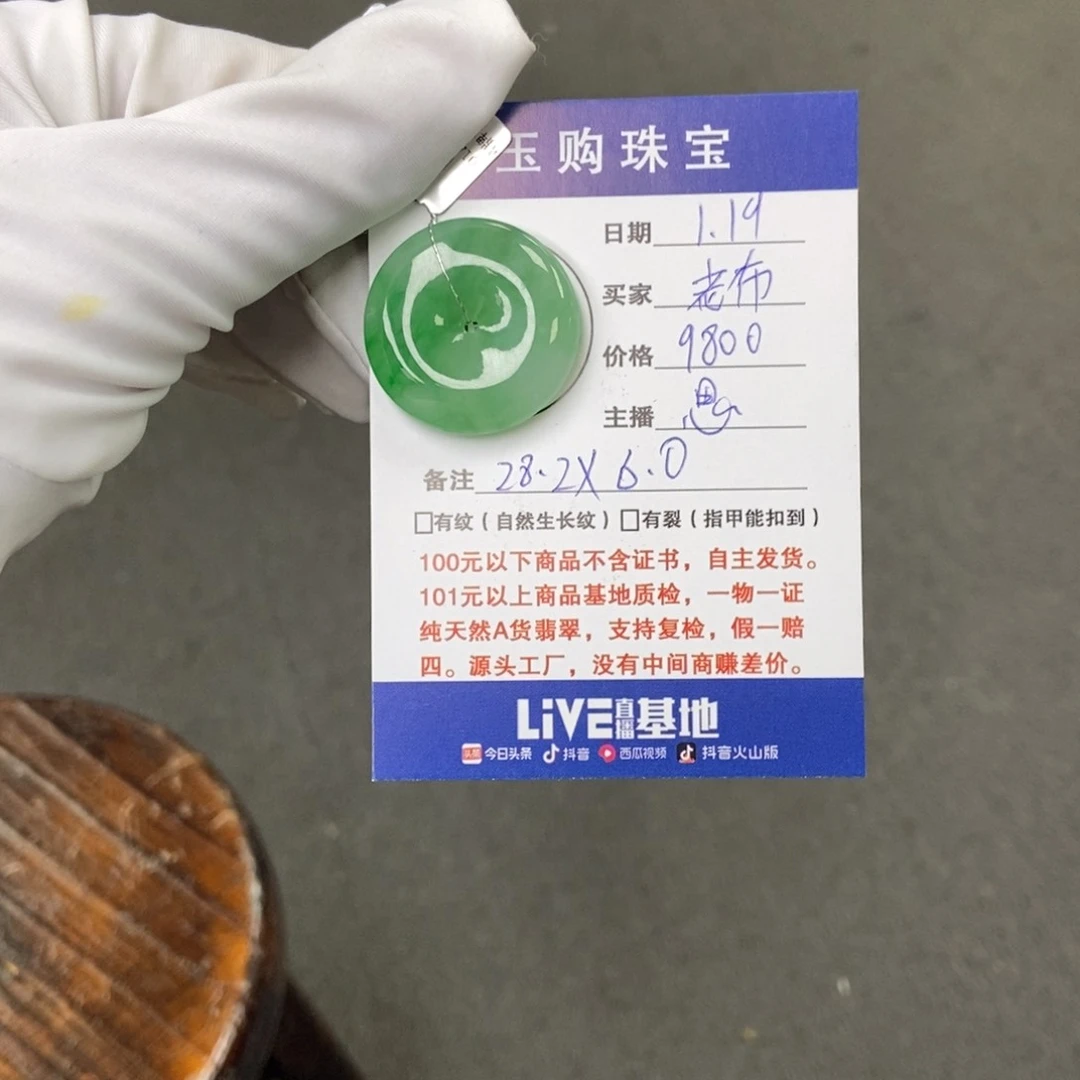 玉购珠宝
日期 1.19
买家 老布
价格 9800
主播 思
备注 28.2X6.0
□有纹（自然生长纹）□有裂（指甲能扣到）
100元以下商品不含证书，自主发货。
101元以上商品基地质检，一物一证
纯天然A货翡翠，支持复检，假一赔
四。源头工厂，没有中间商赚差价。
LiVE直播基地
头条 今日头条 抖音 西瓜视频 抖音火山版